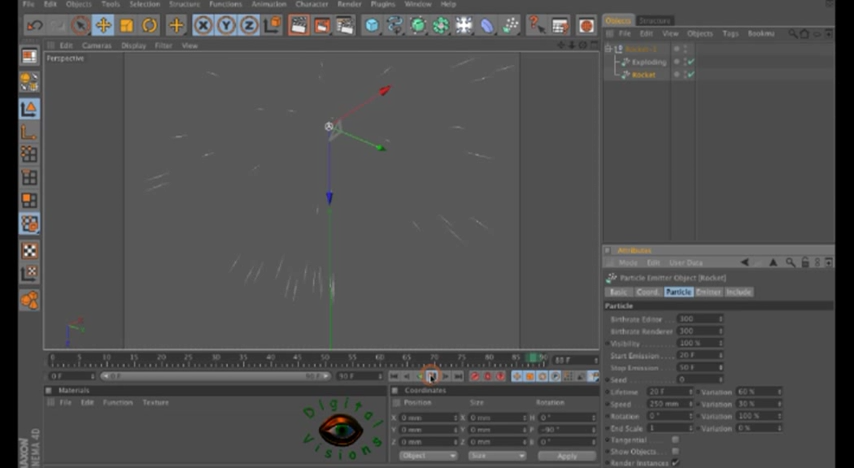 File Edit Objects Tools Selection Structure Functions Animation Character Render Plugins Window Help
Edit Cameras Display Filter View
Perspective
Objects Structure
File Edit View Objects Tags Bookma
Exploding
Rocket
Attributes
Mode Edit User Data
Particle Emitter Object [Rocket]
Basic Coord. Particle Emitter Include
Particle
Birthrate Editor 300
Birthrate Renderer 300
Visibility 100 %
Start Emission 20 F
Stop Emission 50 F
Seed 0
Lifetime 20 F Variation 60 %
Speed 250 mm Variation 30 %
Rotation 0 ° Variation 100 %
End Scale 1 Variation 0 %
Tangential
Show Objects
Render Instances
0 5 10 15 20 25 30 35 40 45 50 55 60 65 70 75 80 90
0 F 0 F 90 F 90 F
Materials
File Edit Function Texture
Digital Visions
Coordinates
Position Size Rotation
X 0 mm X 0 mm H 0 °
Y 0 mm Y 0 mm P -90 °
Z 0 mm Z 0 mm B 0 °
Object Size Apply
MAXON
NEMA 4D